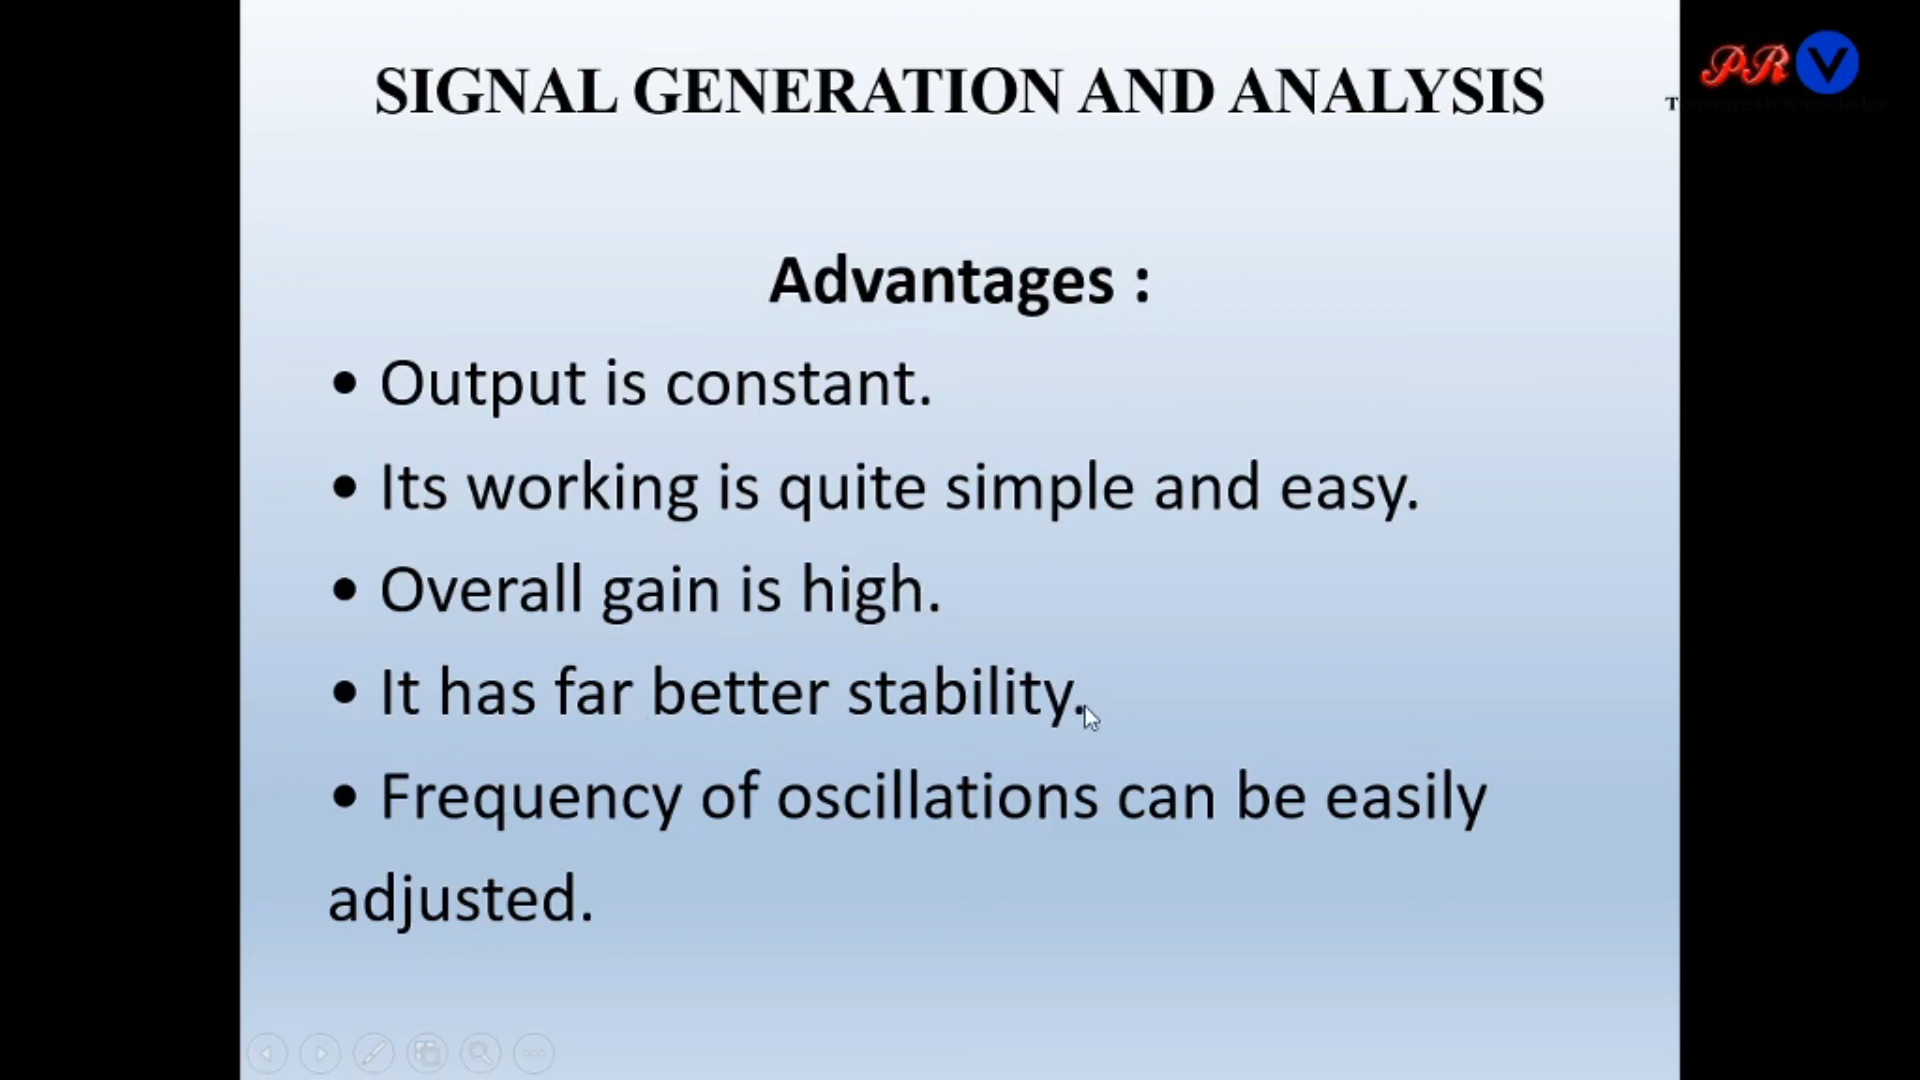 SIGNAL GENERATION AND ANALYSIS
PR V
Advantages :
• Output is constant.
• Its working is quite simple and easy.
• Overall gain is high.
• It has far better stability.
• Frequency of oscillations can be easily
adjusted.